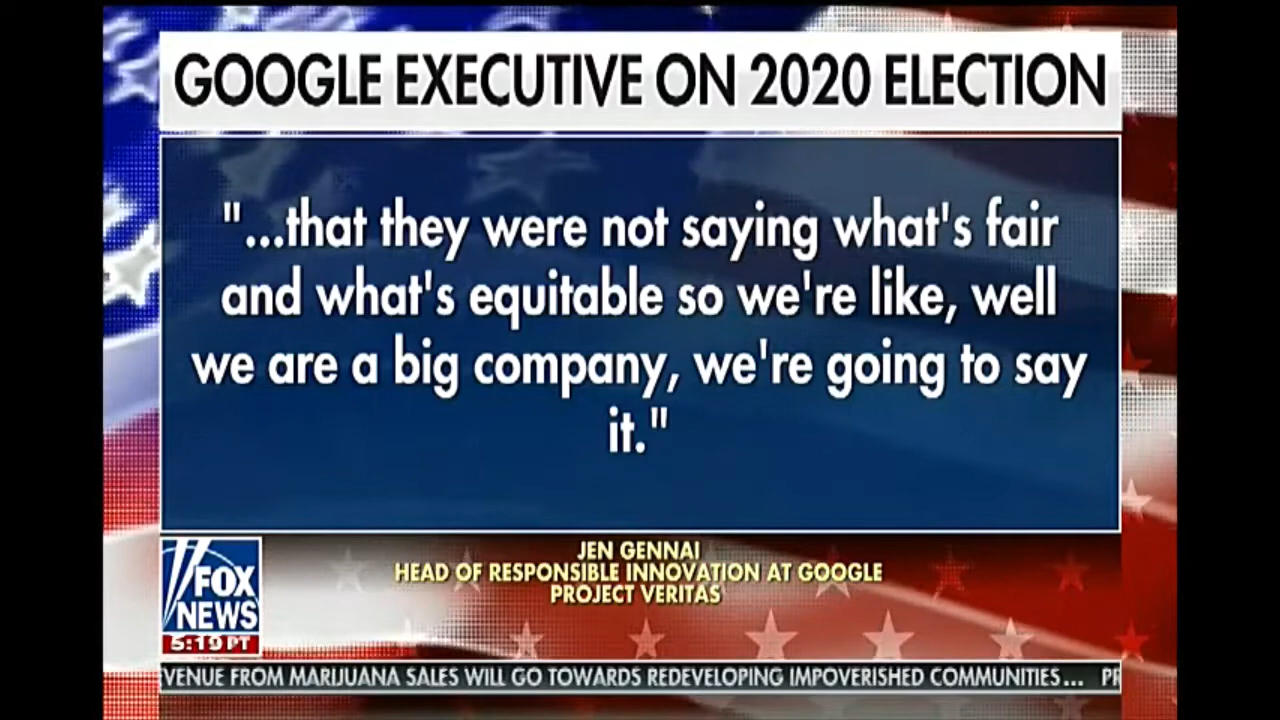 GOOGLE EXECUTIVE ON 2020 ELECTION
"...that they were not saying what's fair
and what's equitable so we're like, well
we are a big company, we're going to say
it."
JEN GENNAI
HEAD OF RESPONSIBLE INNOVATION AT GOOGLE
PROJECT VERITAS
FOX
NEWS
5:19 PT
VENUE FROM MARIJUANA SALES WILL GO TOWARDS REDEVELOPING IMPOVERISHED COMMUNITIES... PR